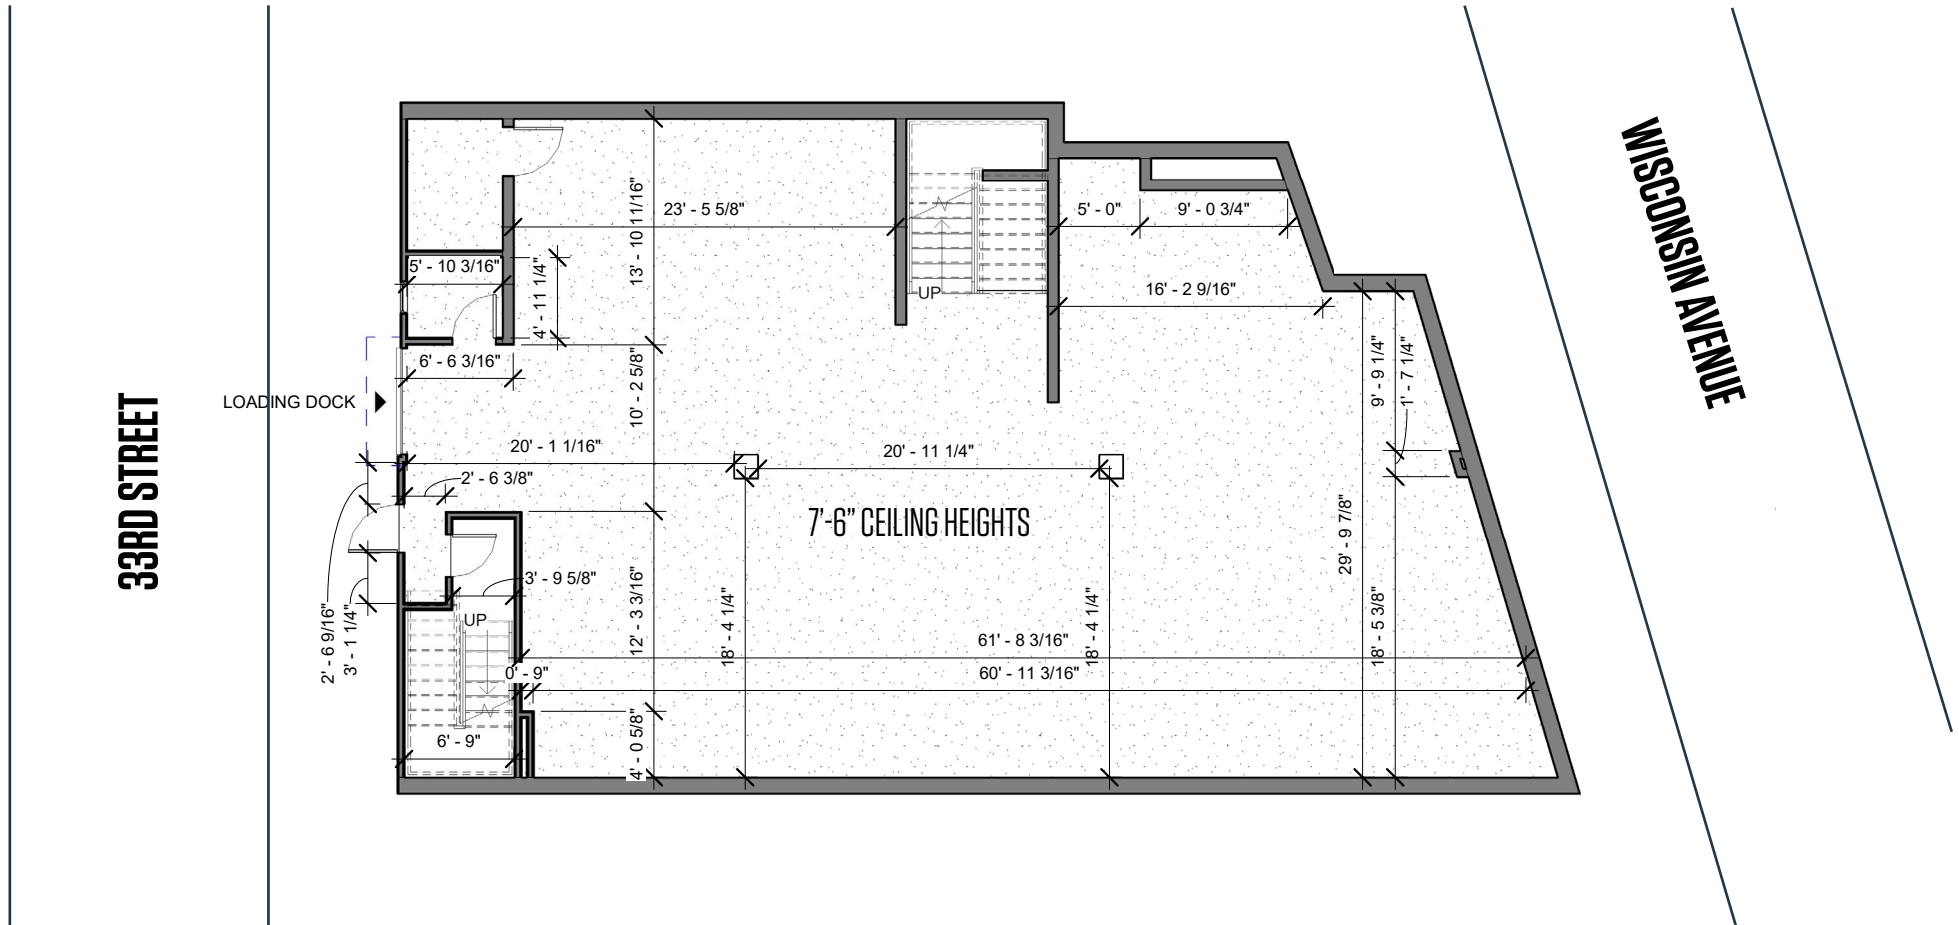 33RD STREET
WISCONSIN AVENUE
LOADING DOCK
23' - 5 5/8"
5' - 0"
9' - 0 3/4"
13' - 10 11/16"
5' - 10 3/16"
4' - 11 1/4"
UP
16' - 2 9/16"
6' - 6 3/16"
10' - 2 5/8"
9' - 9 1/4"
1' - 7 1/4"
20' - 1 1/16"
20' - 11 1/4"
2' - 6 3/8"
7'-6" CEILING HEIGHTS
29' - 9 7/8"
3' - 9 5/8"
2' - 6 9/16"
3' - 1 1/4"
UP
12' - 3 3/16"
18' - 4 1/4"
18' - 4 1/4"
18' - 5 3/8"
61' - 8 3/16"
0' - 9"
60' - 11 3/16"
6' - 9"
4' - 0 5/8"